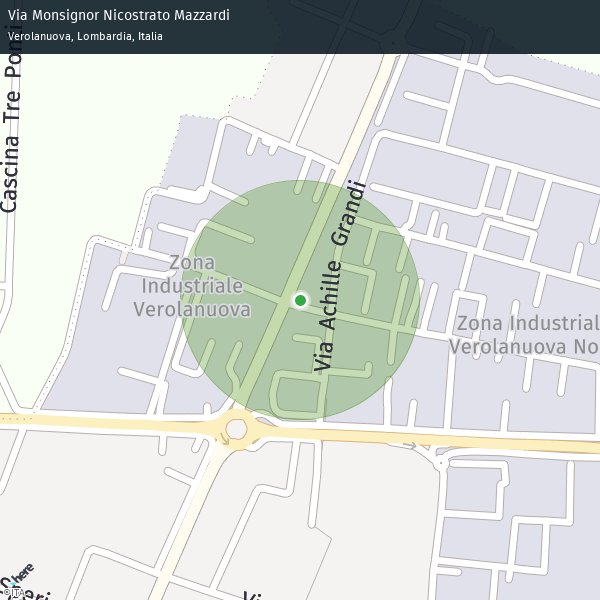 Via Monsignor Nicostrato Mazzardi
Verolanuova, Lombardia, Italia
Cascina Tre Ponti
Via Achille Grandi
Zona
Industriale
Verolanuova
Zona Industrial
Verolanuova No
here